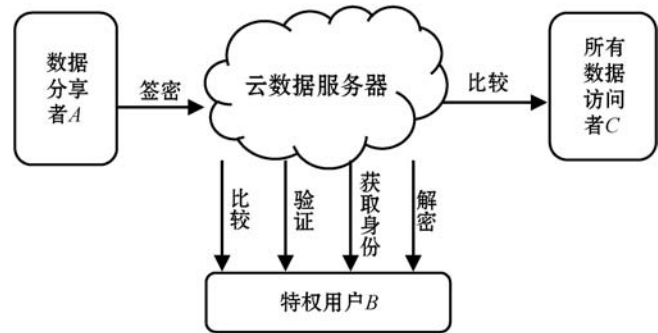 数据
分享
者A
签密
云数据服务器
比较
所有
数据
访问
者C
比较
验证
获取身份
解密
特权用户B